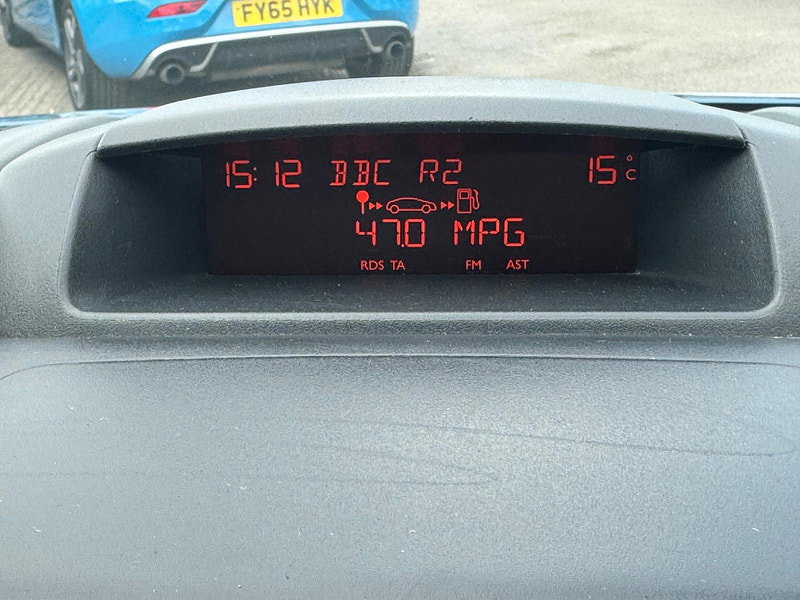 FY65 HYK
15:12 BBC R2 15°C
47.0 MPG
RDS TA FM AST